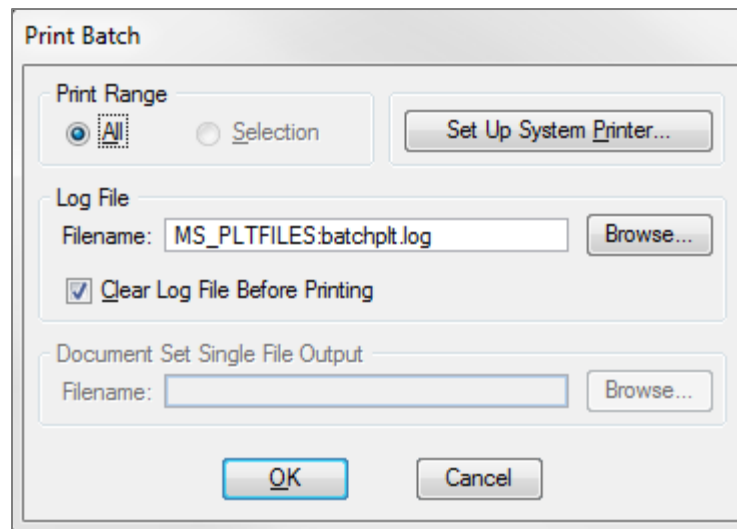 Print Batch
Print Range
All Selection
Set Up System Printer...
Log File
Filename: MS_PLTFILES:batchplt.log Browse...
Clear Log File Before Printing
Document Set Single File Output
Filename: Browse...
OK Cancel